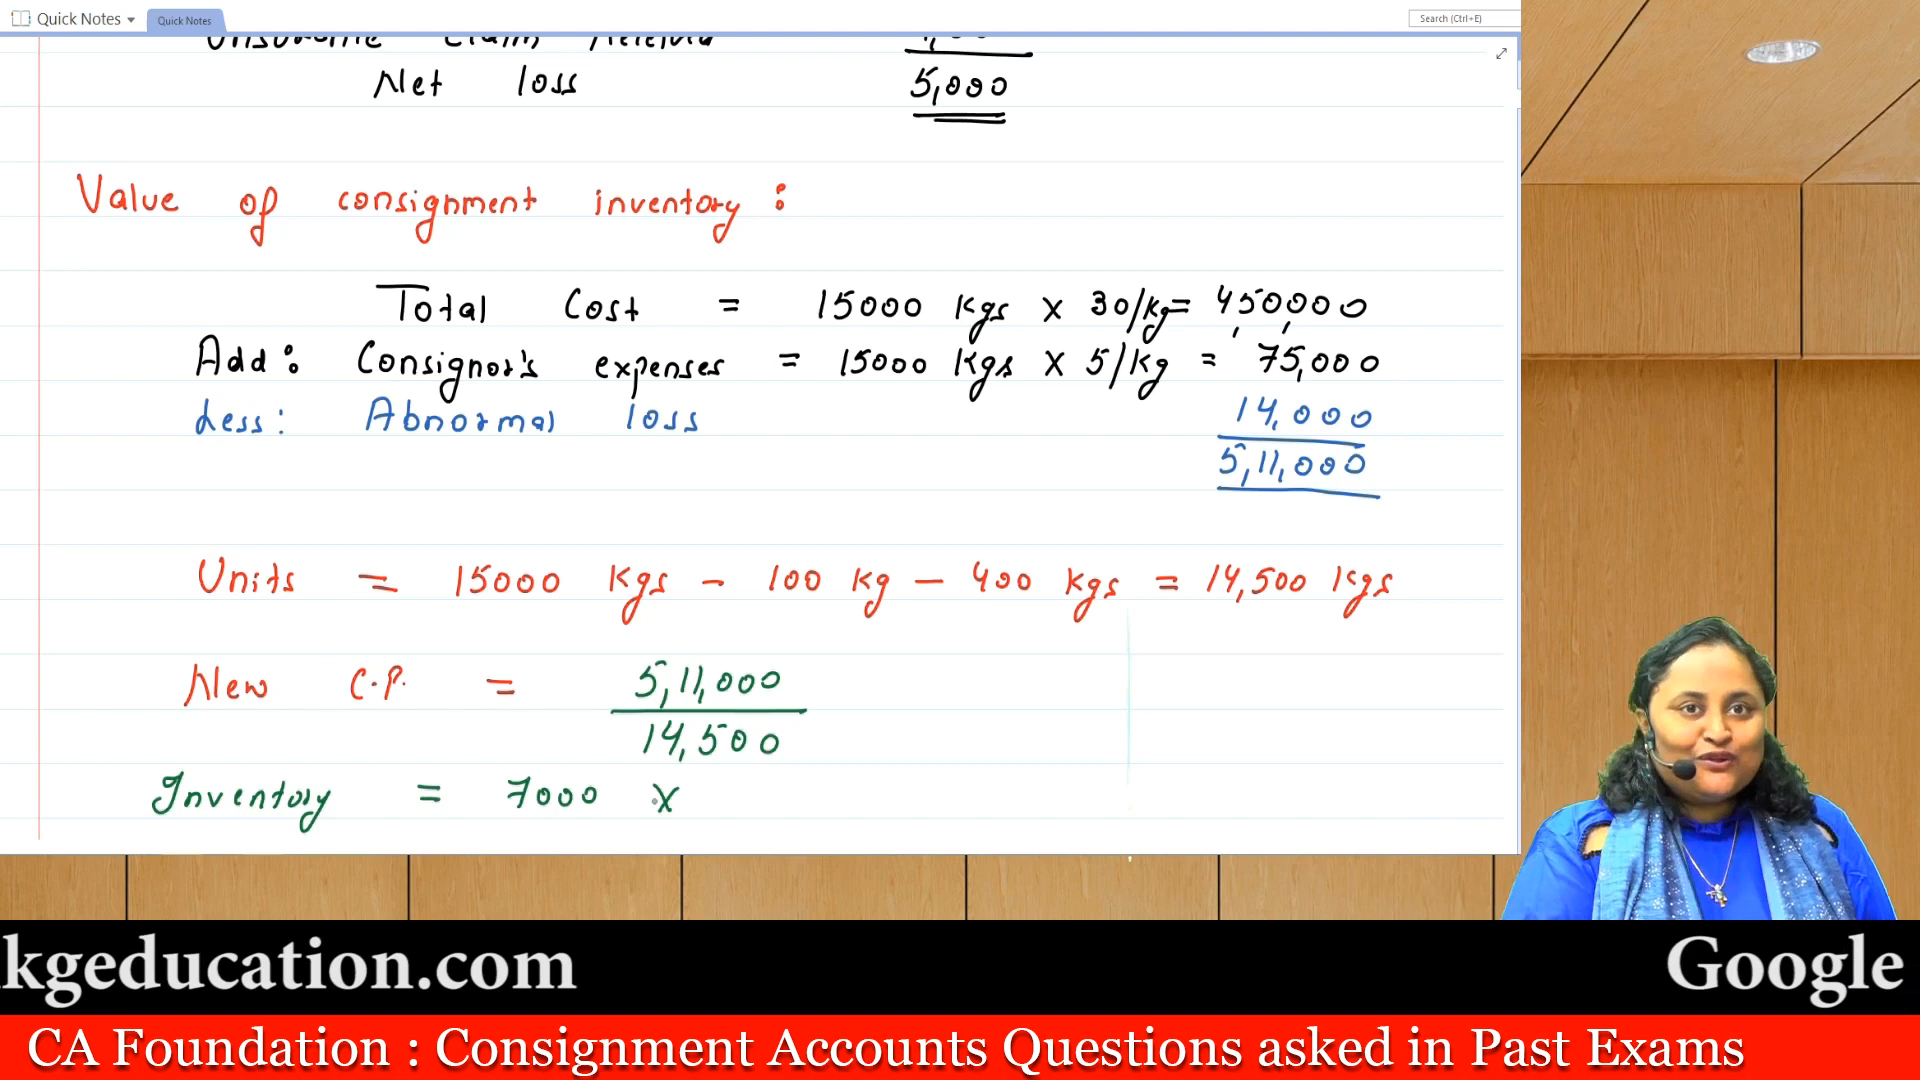 Quick Notes
Quick Notes
Search (Ctrl+E)
Net loss 5,000
Value of consignment inventory :
Total Cost = 15000 Kgs X 30/kg = 450000
Add: Consignor's expenses = 15000 Kgs X 5/Kg = 75,000
Less: Abnormal loss 14,000
5,11,000
Units = 15000 Kgs - 100 kg - 400 Kgs = 14,500 Kgs
New C.P. = 5,11,000
14,500
Inventory = 7000 X
kgeducation.com Google
CA Foundation : Consignment Accounts Questions asked in Past Exams